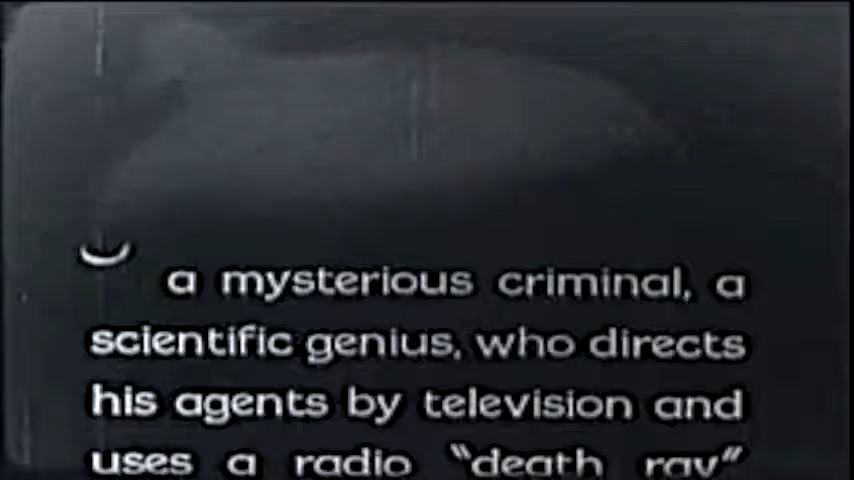 a mysterious criminal, a
scientific genius, who directs
his agents by television and
uses a radio “death ray”